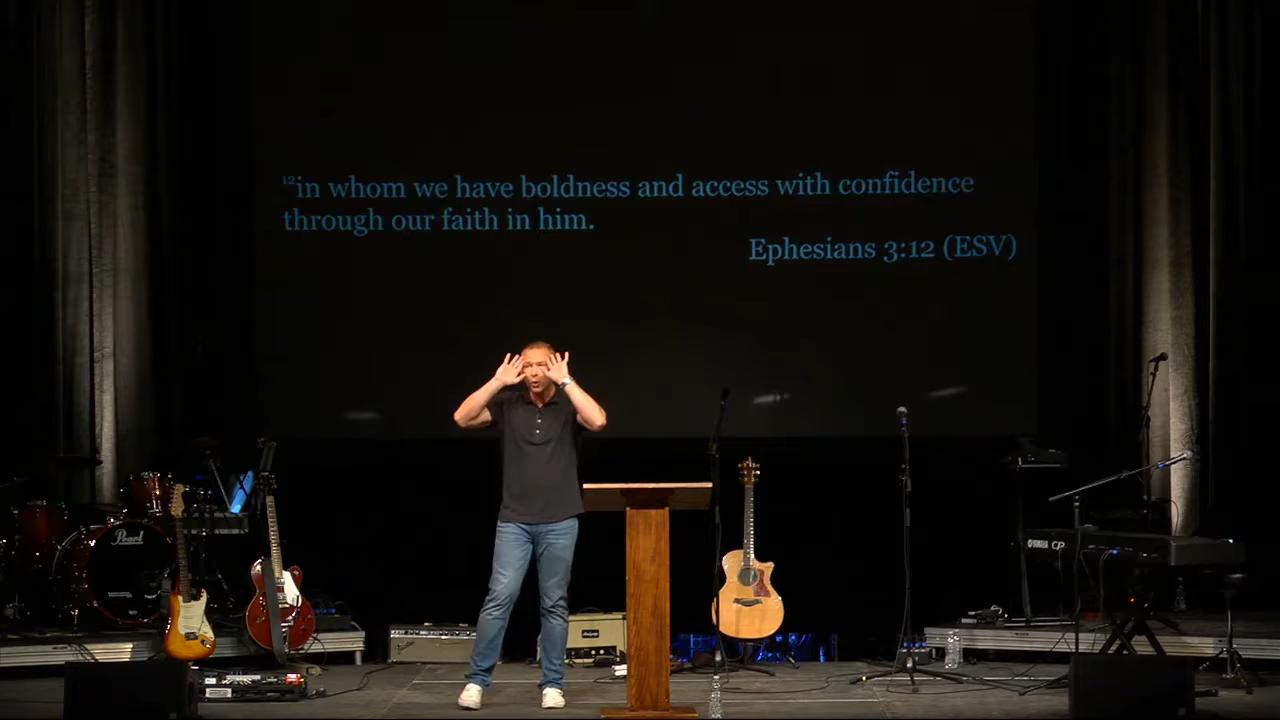 ¹²in whom we have boldness and access with confidence
through our faith in him.
Ephesians 3:12 (ESV)
Pearl
YAMAHA CP